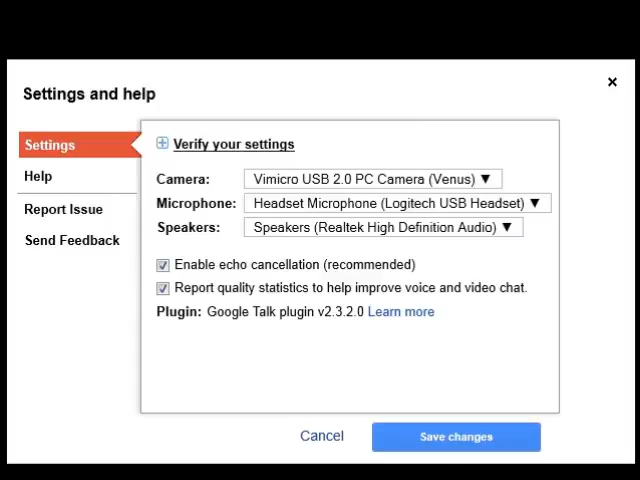 Settings and help
×
Settings
Help
Report Issue
Send Feedback
Verify your settings
Camera: Vimicro USB 2.0 PC Camera (Venus) ▼
Microphone: Headset Microphone (Logitech USB Headset) ▼
Speakers: Speakers (Realtek High Definition Audio) ▼
Enable echo cancellation (recommended)
Report quality statistics to help improve voice and video chat.
Plugin: Google Talk plugin v2.3.2.0 Learn more
Cancel Save changes